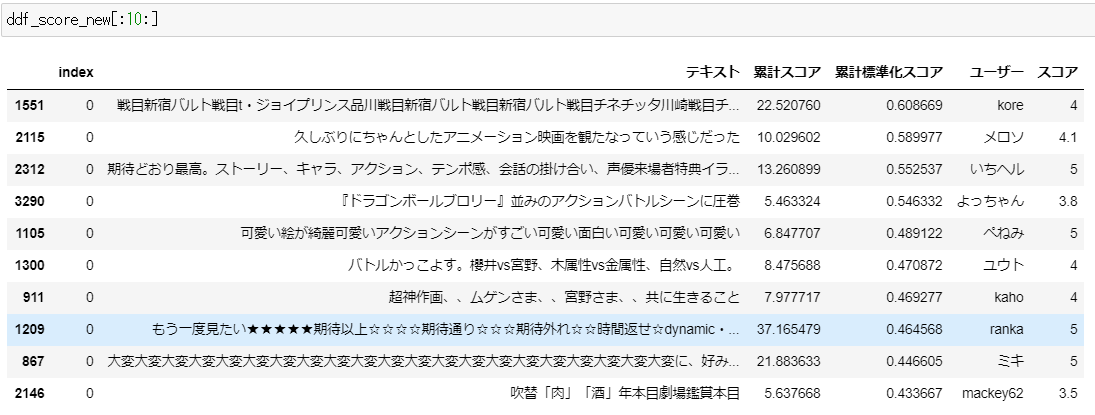 ddf_score_new[:10:]
index テキスト 累計スコア 累計標準化スコア ユーザー スコア
1551 0 戦目新宿バルト戦目t・ジョイプリンス品川戦目新宿バルト戦目新宿バルト戦目チネチッタ川崎戦目チ... 22.520760 0.608669 kore 4
2115 0 久しぶりにちゃんとしたアニメーション映画を観たなっていう感じだった 10.029602 0.589977 メロソ 4.1
2312 0 期待どおり最高。ストーリー、キャラ、アクション、テンポ感、会話の掛け合い、声優来場者特典イラ... 13.260899 0.552537 いちヘル 5
3290 0 『ドラゴンボールブロリー』並みのアクションバトルシーンに圧巻 5.463324 0.546332 よっちゃん 3.8
1105 0 可愛い絵が綺麗可愛いアクションシーンがすごい可愛い面白い可愛い可愛い可愛い 6.847707 0.489122 ぺねみ 5
1300 0 バトルかっこよす。櫻井vs宮野、木属性vs金属性、自然vs人工。 8.475688 0.470872 ユウト 4
911 0 超神作画、、ムゲンさま、、宮野さま、、共に生きること 7.977717 0.469277 kaho 4
1209 0 もう一度見たい★★★★★期待以上☆☆☆☆期待通り☆☆☆期待外れ☆☆時間返せ☆dynamic・... 37.165479 0.464568 ranka 5
867 0 大変大変大変大変大変大変大変大変大変大変大変大変大変大変大変大変大変大変大変大変大変に、好み... 21.883633 0.446605 ミキ 5
2146 0 吹替「肉」「酒」年本目劇場鑑賞本目 5.637668 0.433667 mackey62 3.5